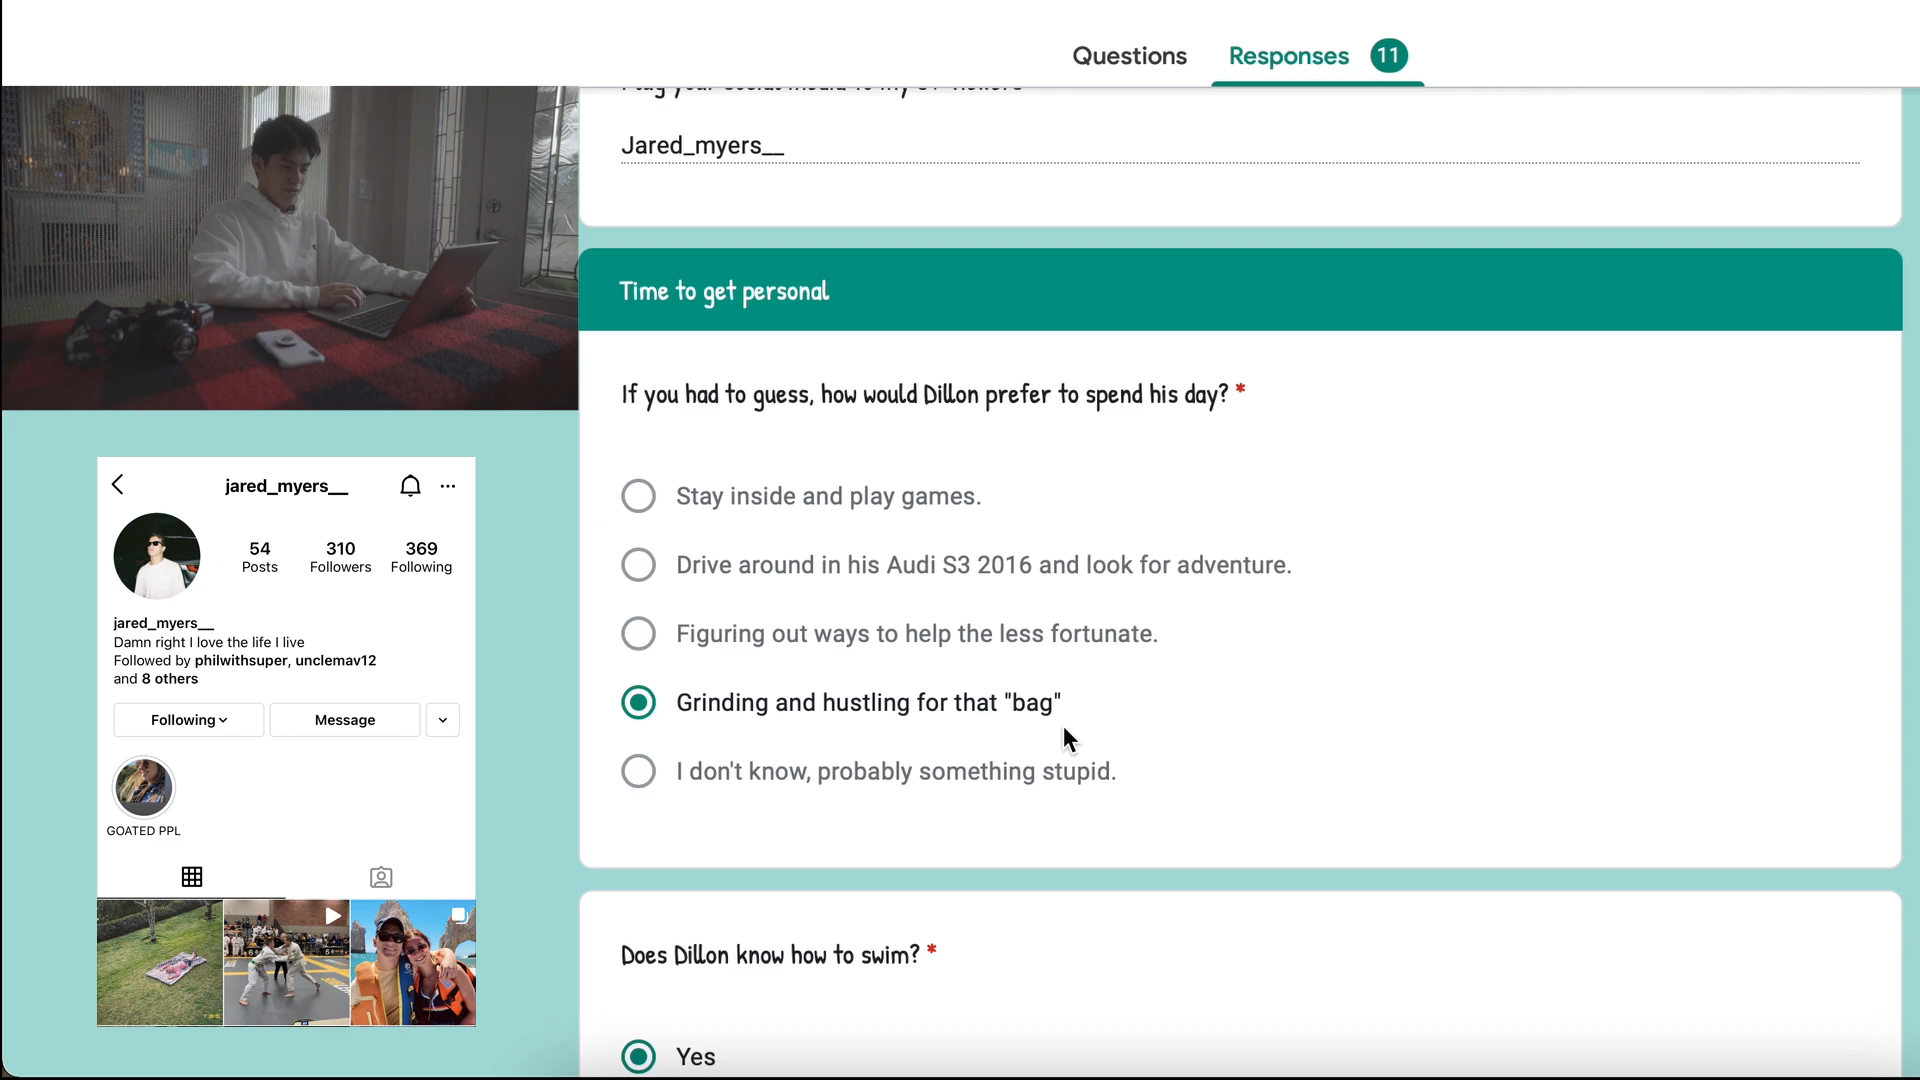 Questions
Responses
11
Jared_myers__
Time to get personal
If you had to guess, how would Dillon prefer to spend his day? *
Stay inside and play games.
Drive around in his Audi S3 2016 and look for adventure.
Figuring out ways to help the less fortunate.
Grinding and hustling for that "bag"
I don't know, probably something stupid.
Does Dillon know how to swim? *
Yes
jared_myers__
54
310
369
Posts
Followers
Following
jared_myers__
Damn right I love the life I live
Followed by philwithsuper, unclemav12
and 8 others
Following
Message
GOATED PPL